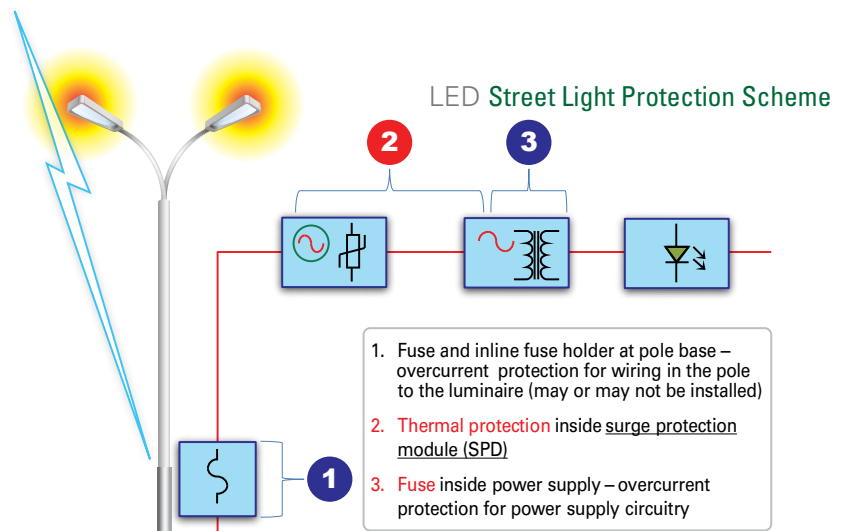 LED Street Light Protection Scheme
2
3
1. Fuse and inline fuse holder at pole base –
overcurrent protection for wiring in the pole
to the luminaire (may or may not be installed)
2. Thermal protection inside surge protection
module (SPD)
3. Fuse inside power supply – overcurrent
protection for power supply circuitry
1